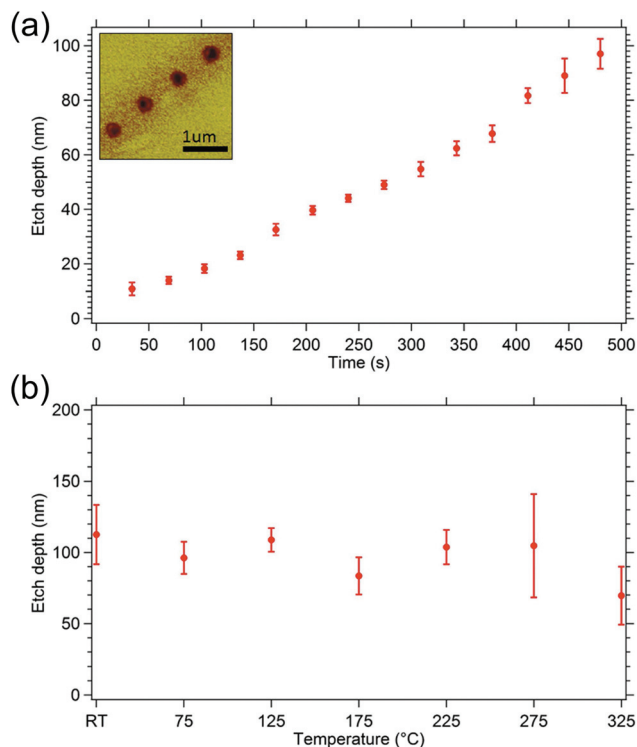 (a)
100
80
60
40
20
0
Etch depth (nm)
1um
0 50 100 150 200 250 300 350 400 450 500
Time (s)
(b)
200
150
100
50
0
Etch depth (nm)
RT 75 125 175 225 275 325
Temperature (°C)